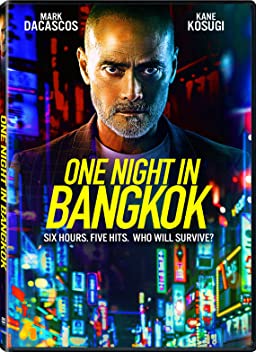 MARK
DACASCOS
KANE
KOSUGI
ONE NIGHT IN
BANGKOK
SIX HOURS. FIVE HITS. WHO WILL SURVIVE?
ONE NIGHT IN BANGKOK